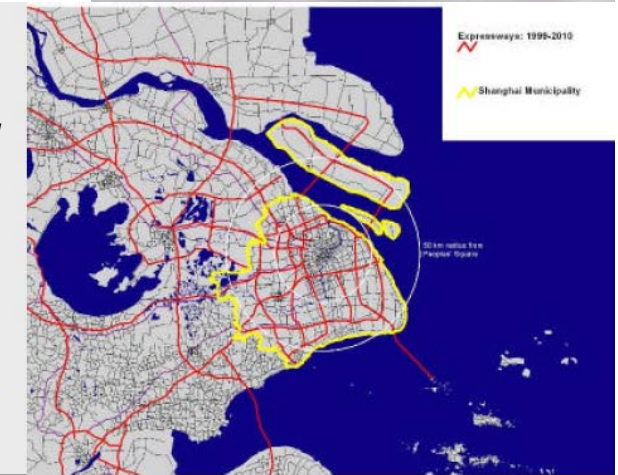 Expressways: 1999-2010
Shanghai Municipality
50 km radius from
Peoples' Square